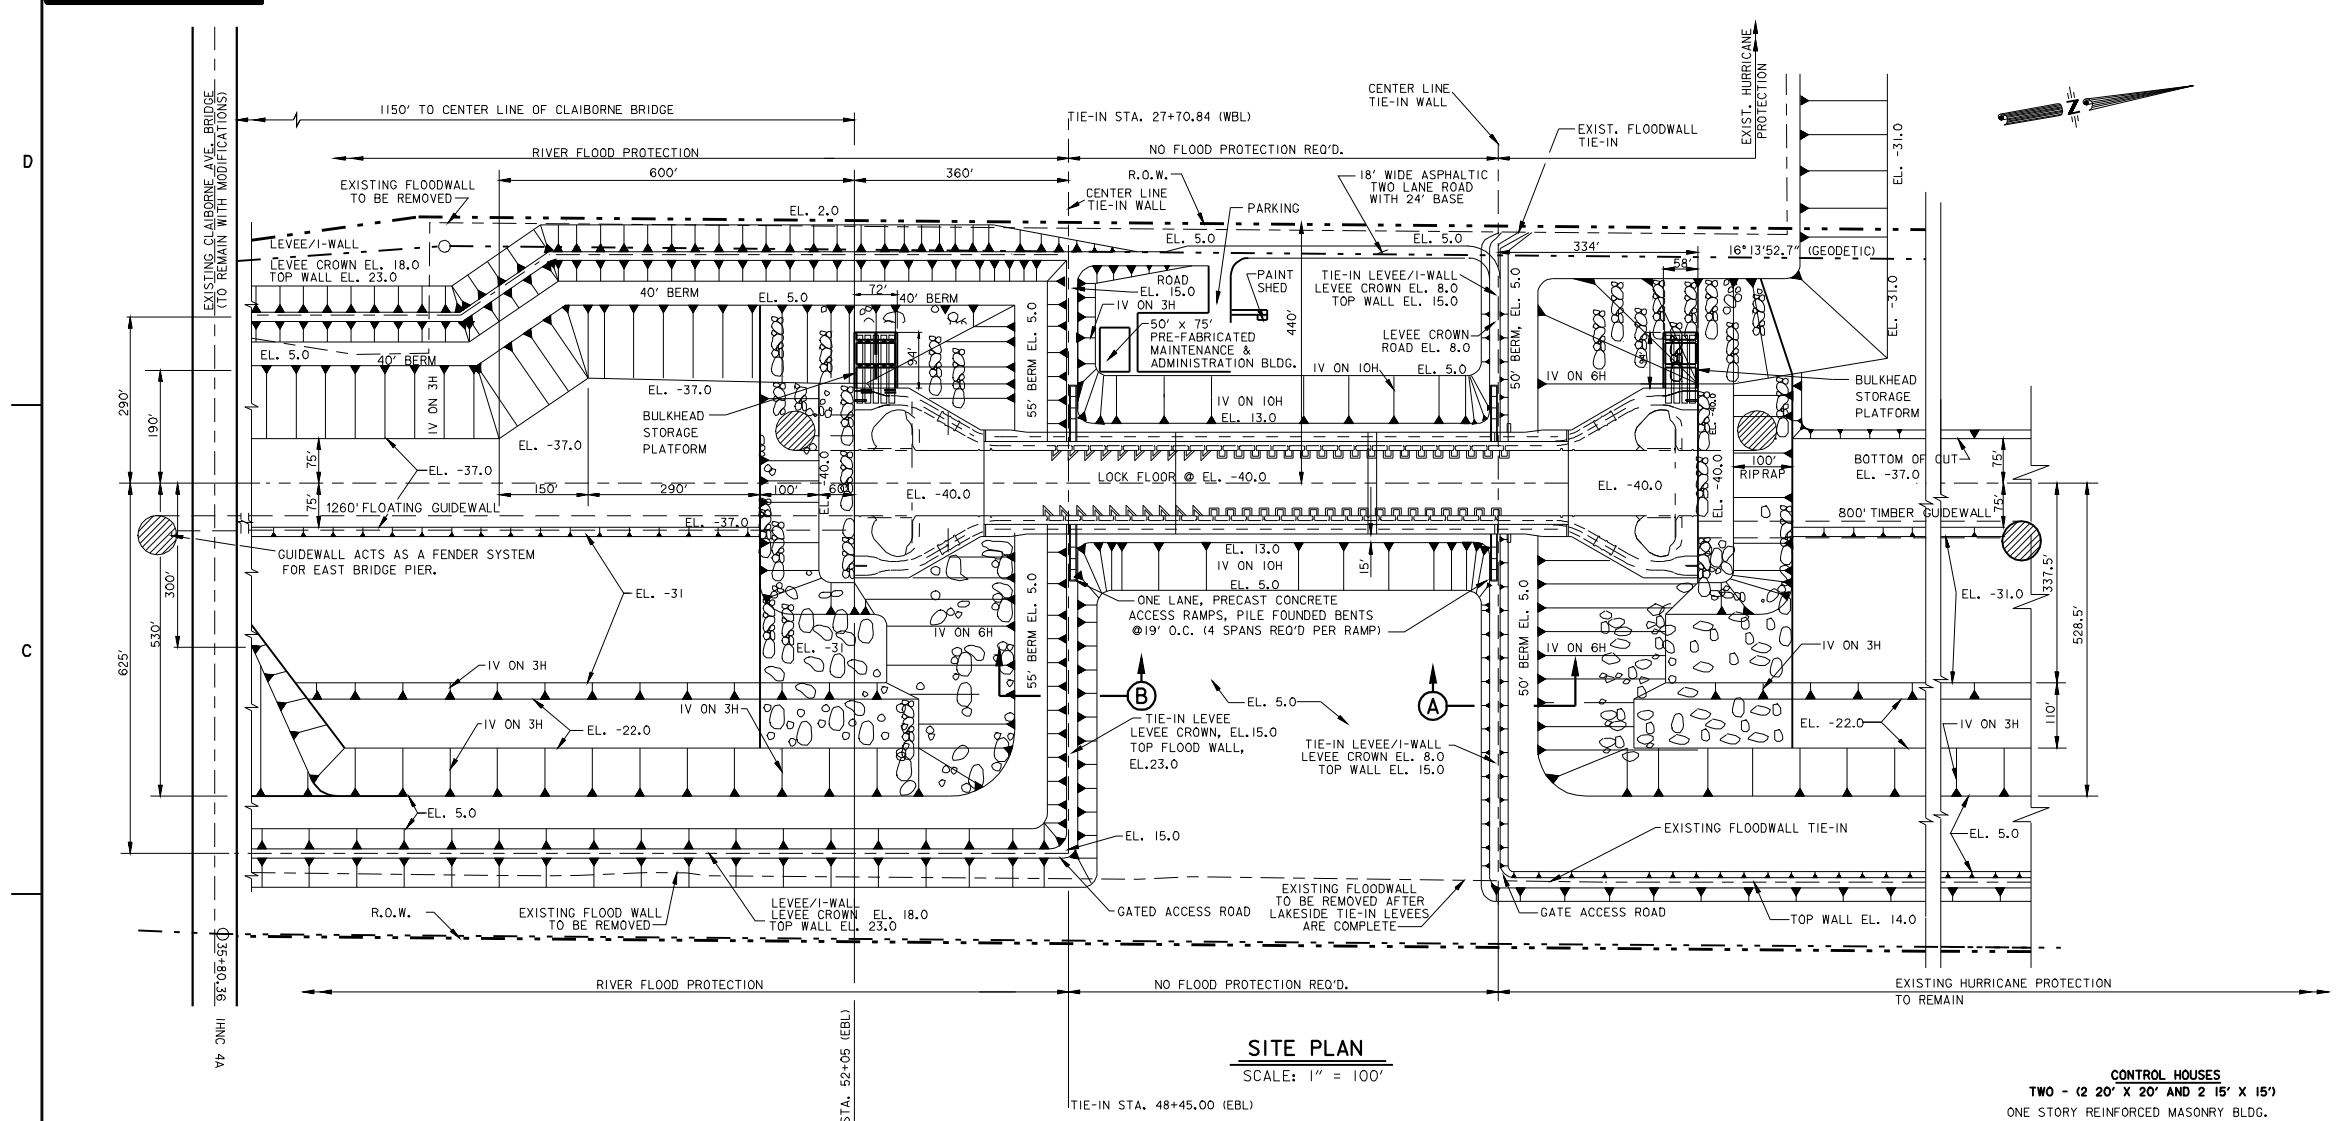 D
C
1150' TO CENTER LINE OF CLAIBORNE BRIDGE
TIE-IN STA. 27+70.84 (WBL)
CENTER LINE
TIE-IN WALL
EXIST. HURRICANE
PROTECTION
EXIST. FLOODWALL
TIE-IN
EXISTING CLAIBORNE AVE. BRIDGE
(TO REMAIN WITH MODIFICATIONS)
RIVER FLOOD PROTECTION
NO FLOOD PROTECTION REQ'D.
EL. -31.0
Z
600'
360'
EXISTING FLOODWALL
TO BE REMOVED
CENTER LINE
TIE-IN WALL
R.O.W.
18' WIDE ASPHALTIC
TWO LANE ROAD
WITH 24' BASE
PARKING
EL. 2.0
EL. 5.0
EL. 5.0
334'
16° 13'52.7" (GEODETIC)
LEVEE/I-WALL
LEVEE CROWN EL. 18.0
TOP WALL EL. 23.0
58'
ROAD
EL. 15.0
PAINT
SHED
TIE-IN LEVEE/I-WALL
LEVEE CROWN EL. 8.0
TOP WALL EL. 15.0
40' BERM
EL. 5.0
72'
40' BERM
IV ON 3H
440'
50' BERM, EL. 5.0
EL. -31.0
50' X 75'
PRE-FABRICATED
MAINTENANCE &
ADMINISTRATION BLDG.
LEVEE CROWN
ROAD EL. 8.0
EL. 5.0
40' BERM
94'
55' BERM EL. 5.0
IV ON 10H
EL. 5.0
IV ON 6H
BULKHEAD
STORAGE
PLATFORM
290'
190'
IV ON 3H
EL. -37.0
BULKHEAD
STORAGE
PLATFORM
IV ON 10H
EL. 13.0
EL. -40.0
EL. -37.0
75'
EL. -37.0
EL. -40.0
LOCK FLOOR @ EL. -40.0
EL. -40.0
EL. -40.0
EL. -40.0
100'
RIPRAP
BOTTOM OF CUT
EL. -37.0
75'
150'
290'
100'
60'
75'
1260' FLOATING GUIDEWALL
EL. -37.0
75'
800' TIMBER GUIDEWALL
GUIDEWALL ACTS AS A FENDER SYSTEM
FOR EAST BRIDGE PIER.
EL. 13.0
IV ON 10H
EL. 5.0
15'
300'
530'
625'
EL. -31
ONE LANE, PRECAST CONCRETE
ACCESS RAMPS, PILE FOUNDED BENTS
@19' O.C. (4 SPANS REQ'D PER RAMP)
EL. -31.0
337.5'
528.5'
IV ON 6H
EL. -31
55' BERM EL. 5.0
50' BERM EL. 5.0
IV ON 6H
IV ON 3H
IV ON 3H
B
A
EL. 5.0
IV ON 3H
EL. -22.0
IV ON 3H
TIE-IN LEVEE
LEVEE CROWN, EL.15.0
TOP FLOOD WALL,
EL.23.0
TIE-IN LEVEE/I-WALL
LEVEE CROWN EL. 8.0
TOP WALL EL. 15.0
EL. -22.0
IV ON 3H
110'
EL. 5.0
EL. 15.0
EXISTING FLOODWALL TIE-IN
EL. 5.0
R.O.W.
EXISTING FLOOD WALL
TO BE REMOVED
LEVEE/I-WALL
LEVEE CROWN EL. 18.0
TOP WALL EL. 23.0
GATED ACCESS ROAD
EXISTING FLOODWALL
TO BE REMOVED AFTER
LAKESIDE TIE-IN LEVEES
ARE COMPLETE
GATE ACCESS ROAD
TOP WALL EL. 14.0
35+80.36 IHNC 4A
RIVER FLOOD PROTECTION
NO FLOOD PROTECTION REQ'D.
EXISTING HURRICANE PROTECTION
TO REMAIN
STA. 52+05 (EBL)
SITE PLAN
SCALE: 1" = 100'
TIE-IN STA. 48+45.00 (EBL)
CONTROL HOUSES
TWO - (2 20' X 20' AND 2 15' X 15')
ONE STORY REINFORCED MASONRY BLDG.